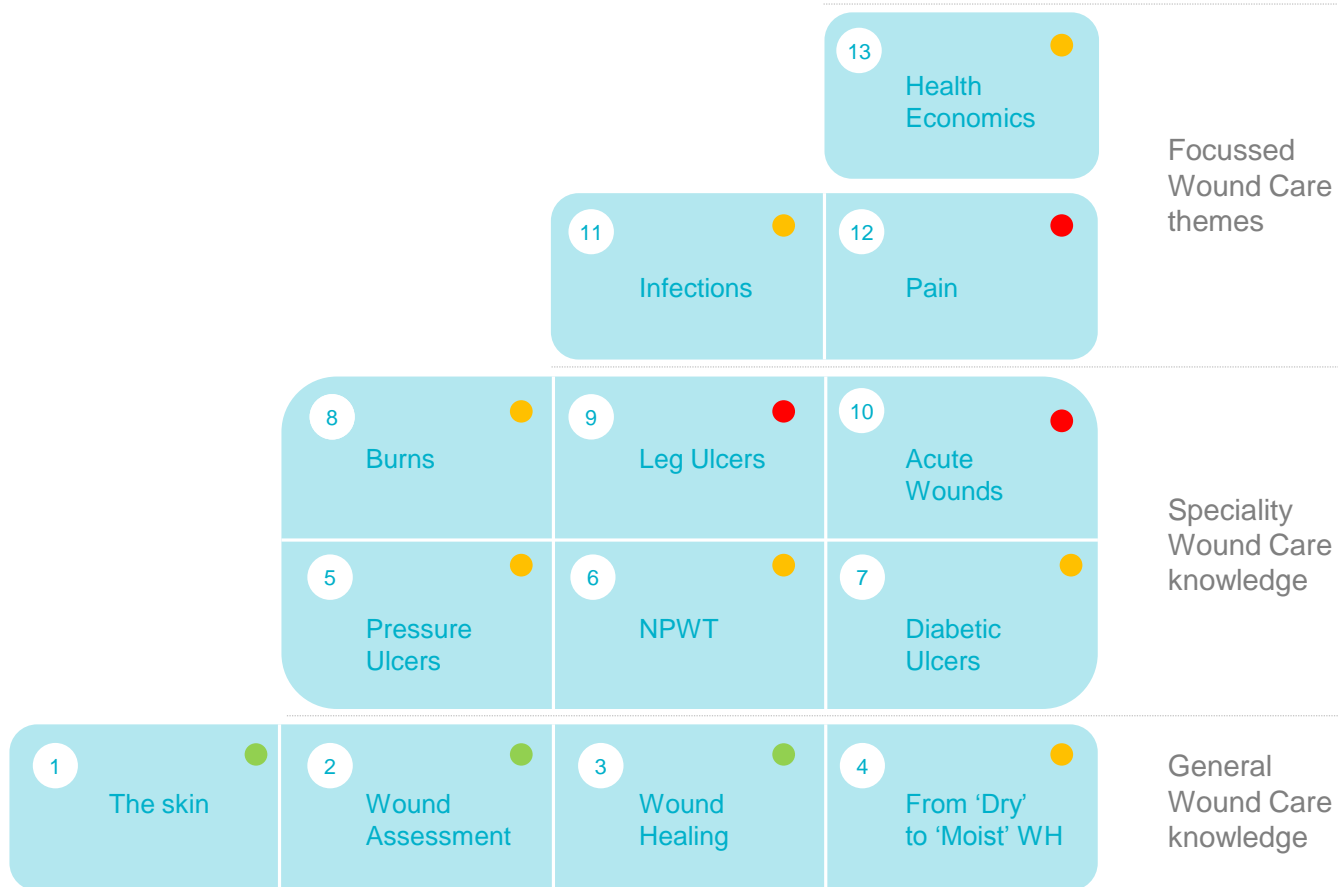 13
Health
Economics
Focussed
Wound Care
themes
11
Infections
12
Pain
8
Burns
9
Leg Ulcers
10
Acute
Wounds
Speciality
Wound Care
knowledge
5
Pressure
Ulcers
6
NPWT
7
Diabetic
Ulcers
1
The skin
2
Wound
Assessment
3
Wound
Healing
4
From ‘Dry’
to ‘Moist’ WH
General
Wound Care
knowledge